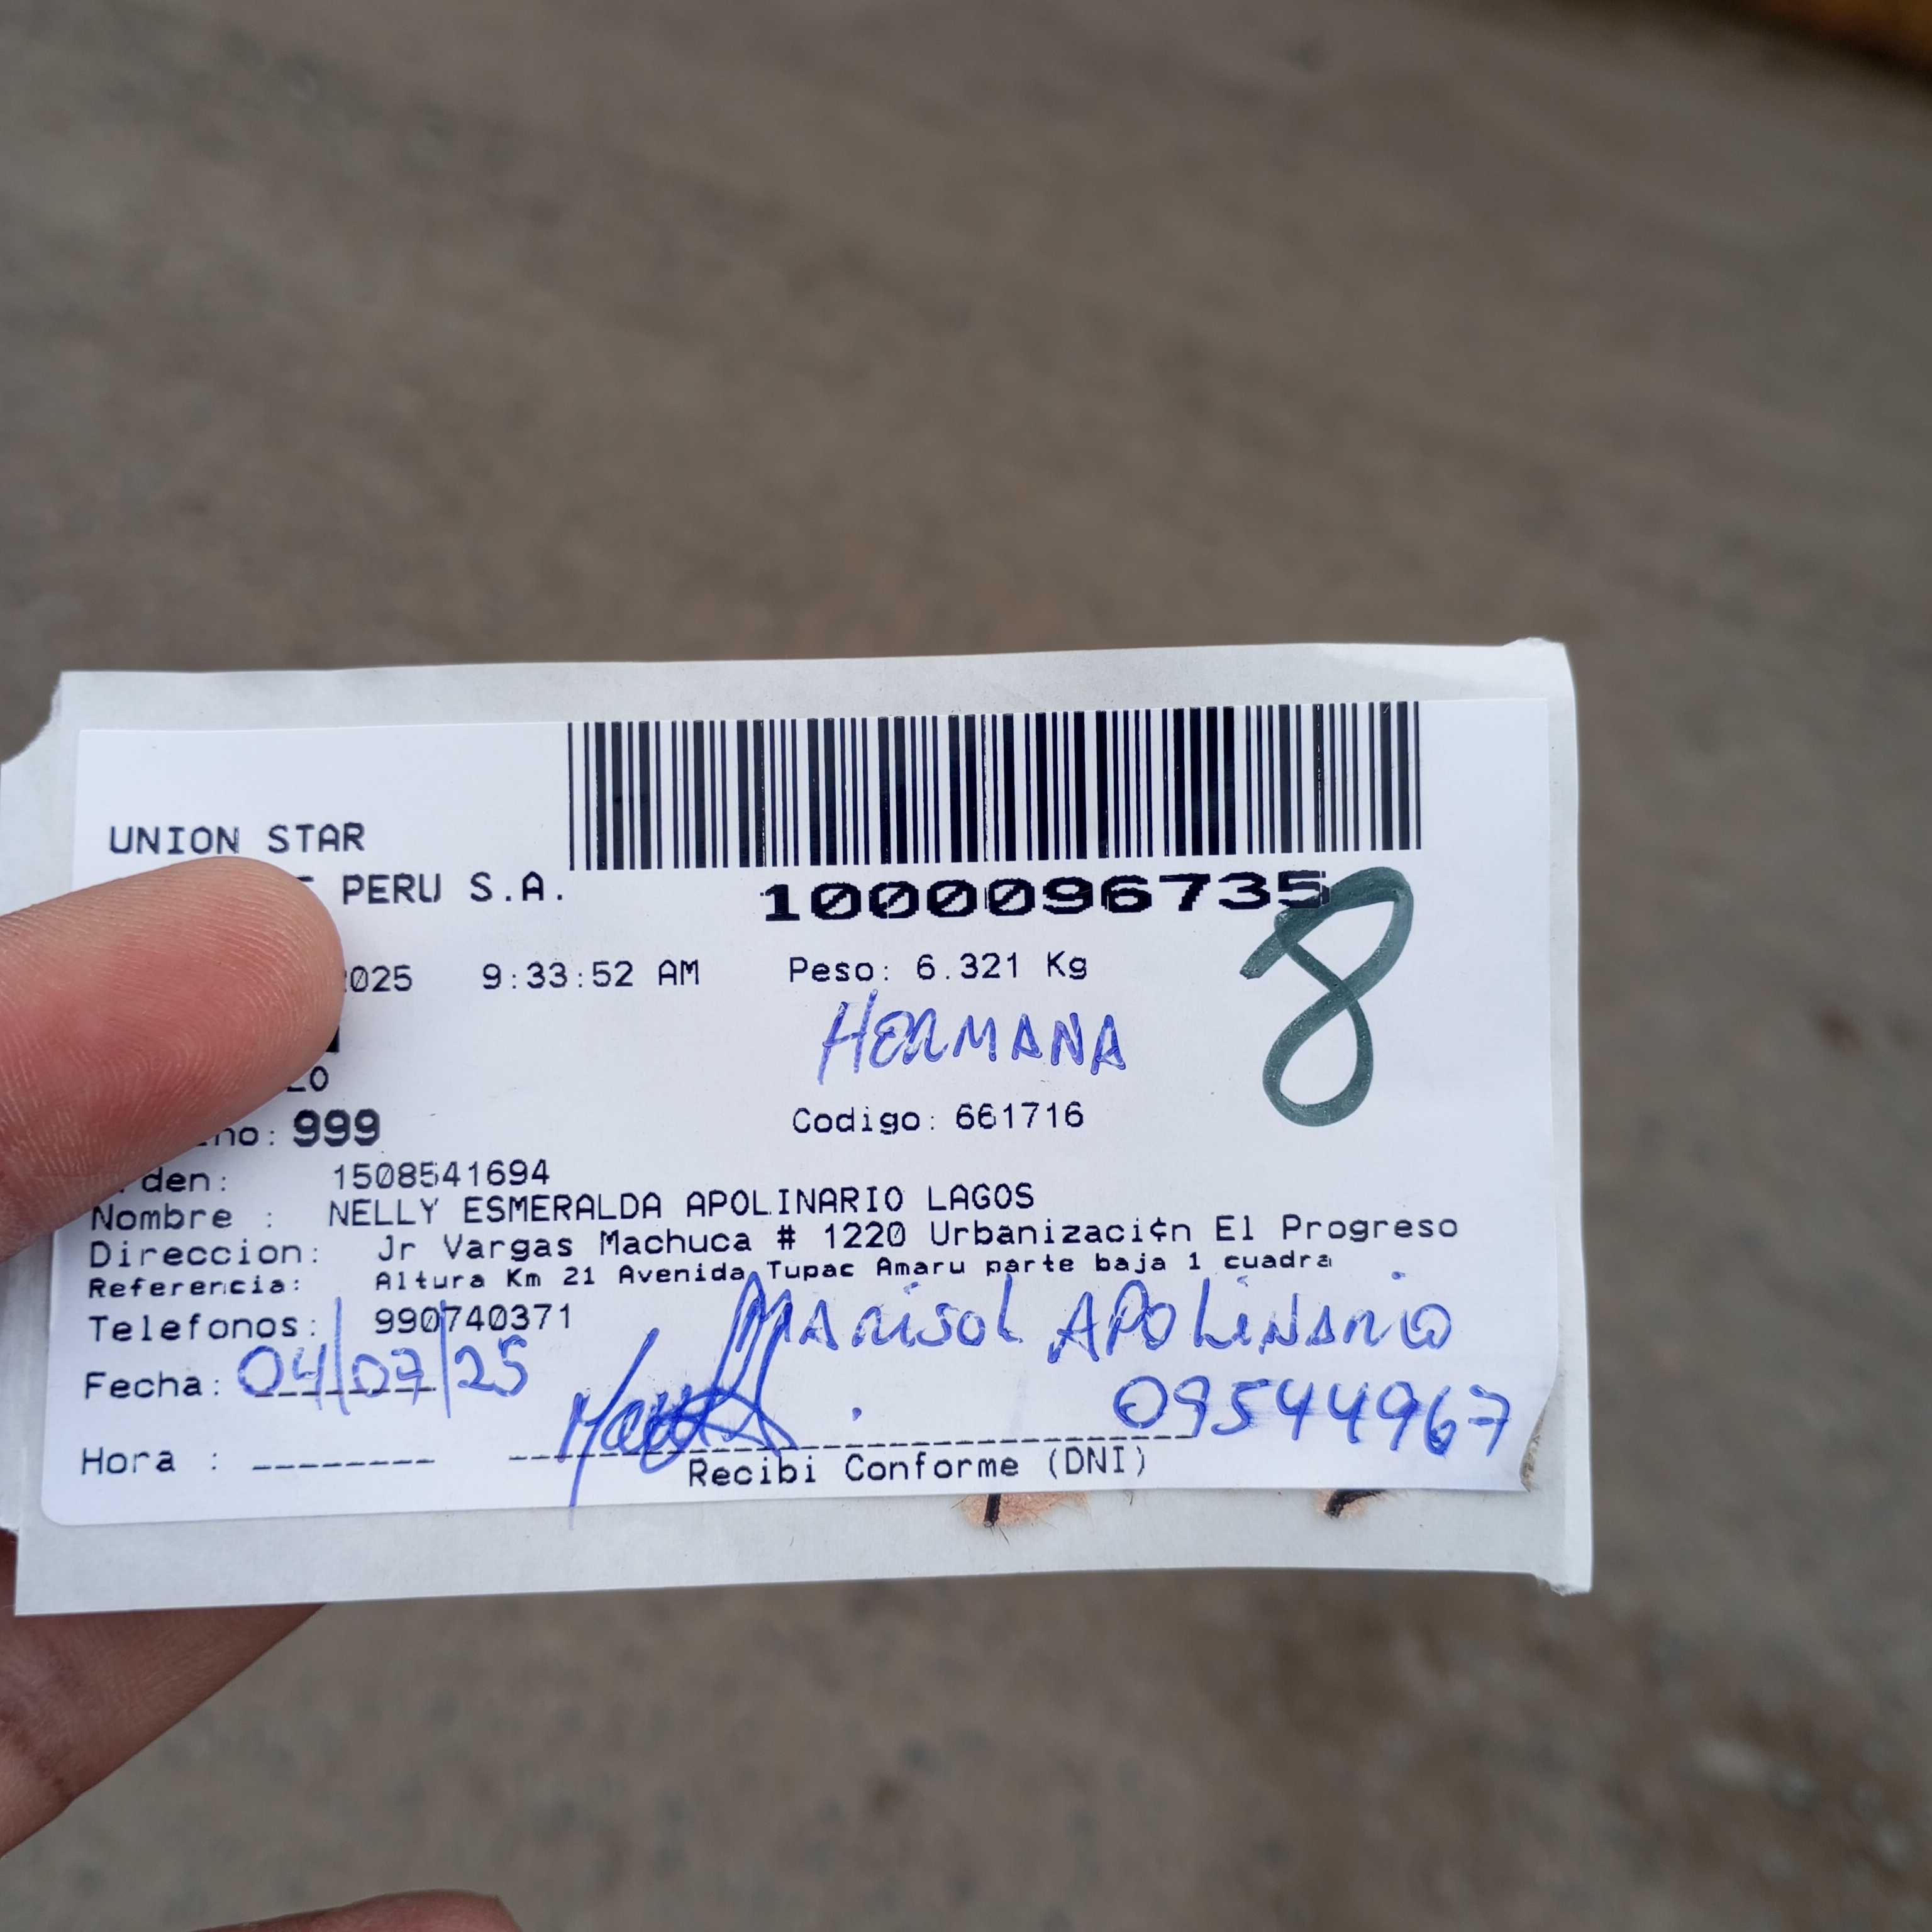 UNION STAR
PERU S.A.
1000096735
8
025 9:33:52 AM Peso: 6.321 Kg
HERMANA
LO
no: 999 Codigo: 661716
den: 1508541694
Nombre : NELLY ESMERALDA APOLINARIO LAGOS
Direccion: Jr Vargas Machuca # 1220 Urbanizaci¢n El Progreso
Referencia: Altura Km 21 Avenida Tupac Amaru parte baja 1 cuadra
Telefonos: 990740371 MARISOL APOLINARIO
Fecha: 04/07/25 09544967
Hora : --------
Recibi Conforme (DNI)